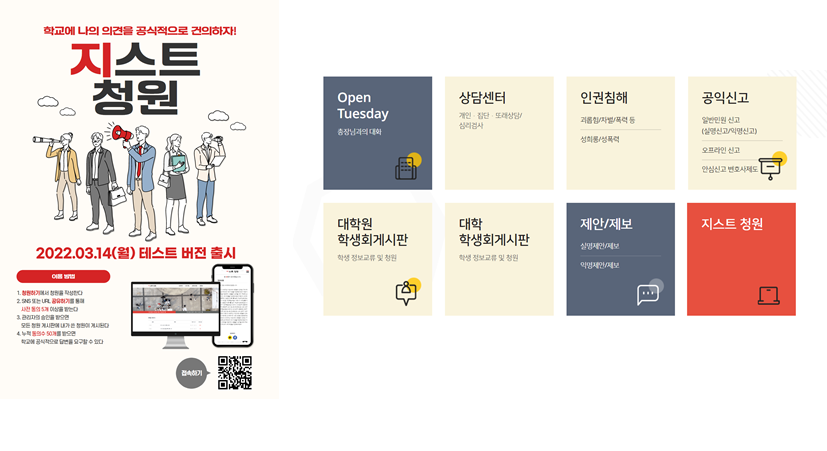 학교에 나의 의견을 공식적으로 건의하자!
지스트
청원
2022.03.14(월) 테스트 버전 출시
이용 방법
1. 청원하기에서 청원을 작성한다
2. SNS 또는 URL 공유하기를 통해
사전 동의 5개 이상을 받는다
3. 관리자의 승인을 받으면
모든 청원 게시판에 내가 쓴 청원이 게시된다
4. 누적 동의수 50개를 받으면
학교에 공식적으로 답변을 요구할 수 있다
접속하기
Open
Tuesday
총장님과의 대화
상담센터
개인 · 집단 · 또래상담/
심리검사
인권침해
괴롭힘/차별/폭력 등
성희롱/성폭력
공익신고
일반민원 신고
(실명신고/익명신고)
오프라인 신고
안심신고 변호사제도
대학원
학생회게시판
학생 정보교류 및 청원
대학
학생회게시판
학생 정보교류 및 청원
제안/제보
실명제안/제보
익명제안/제보
지스트 청원